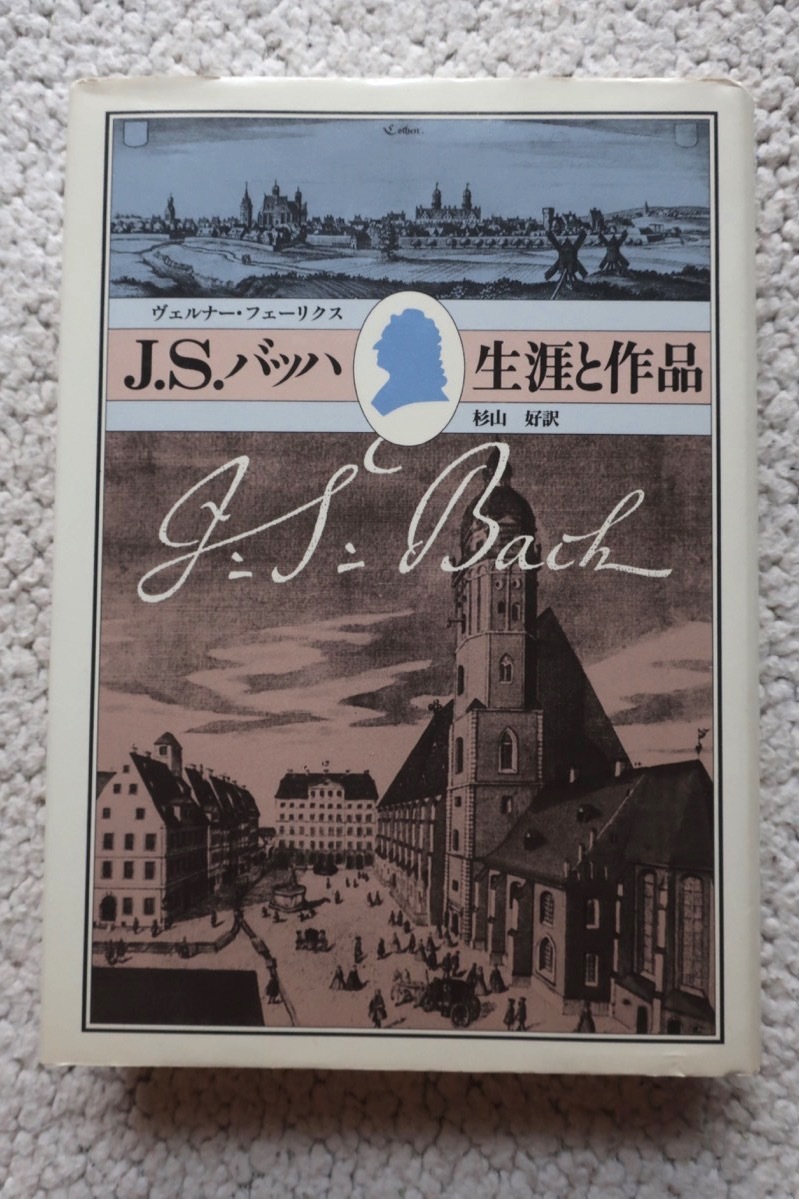 Cöthen.
ヴェルナー・フェーリクス
J.S.バッハ 生涯と作品
杉山 好訳
J. S. Bach